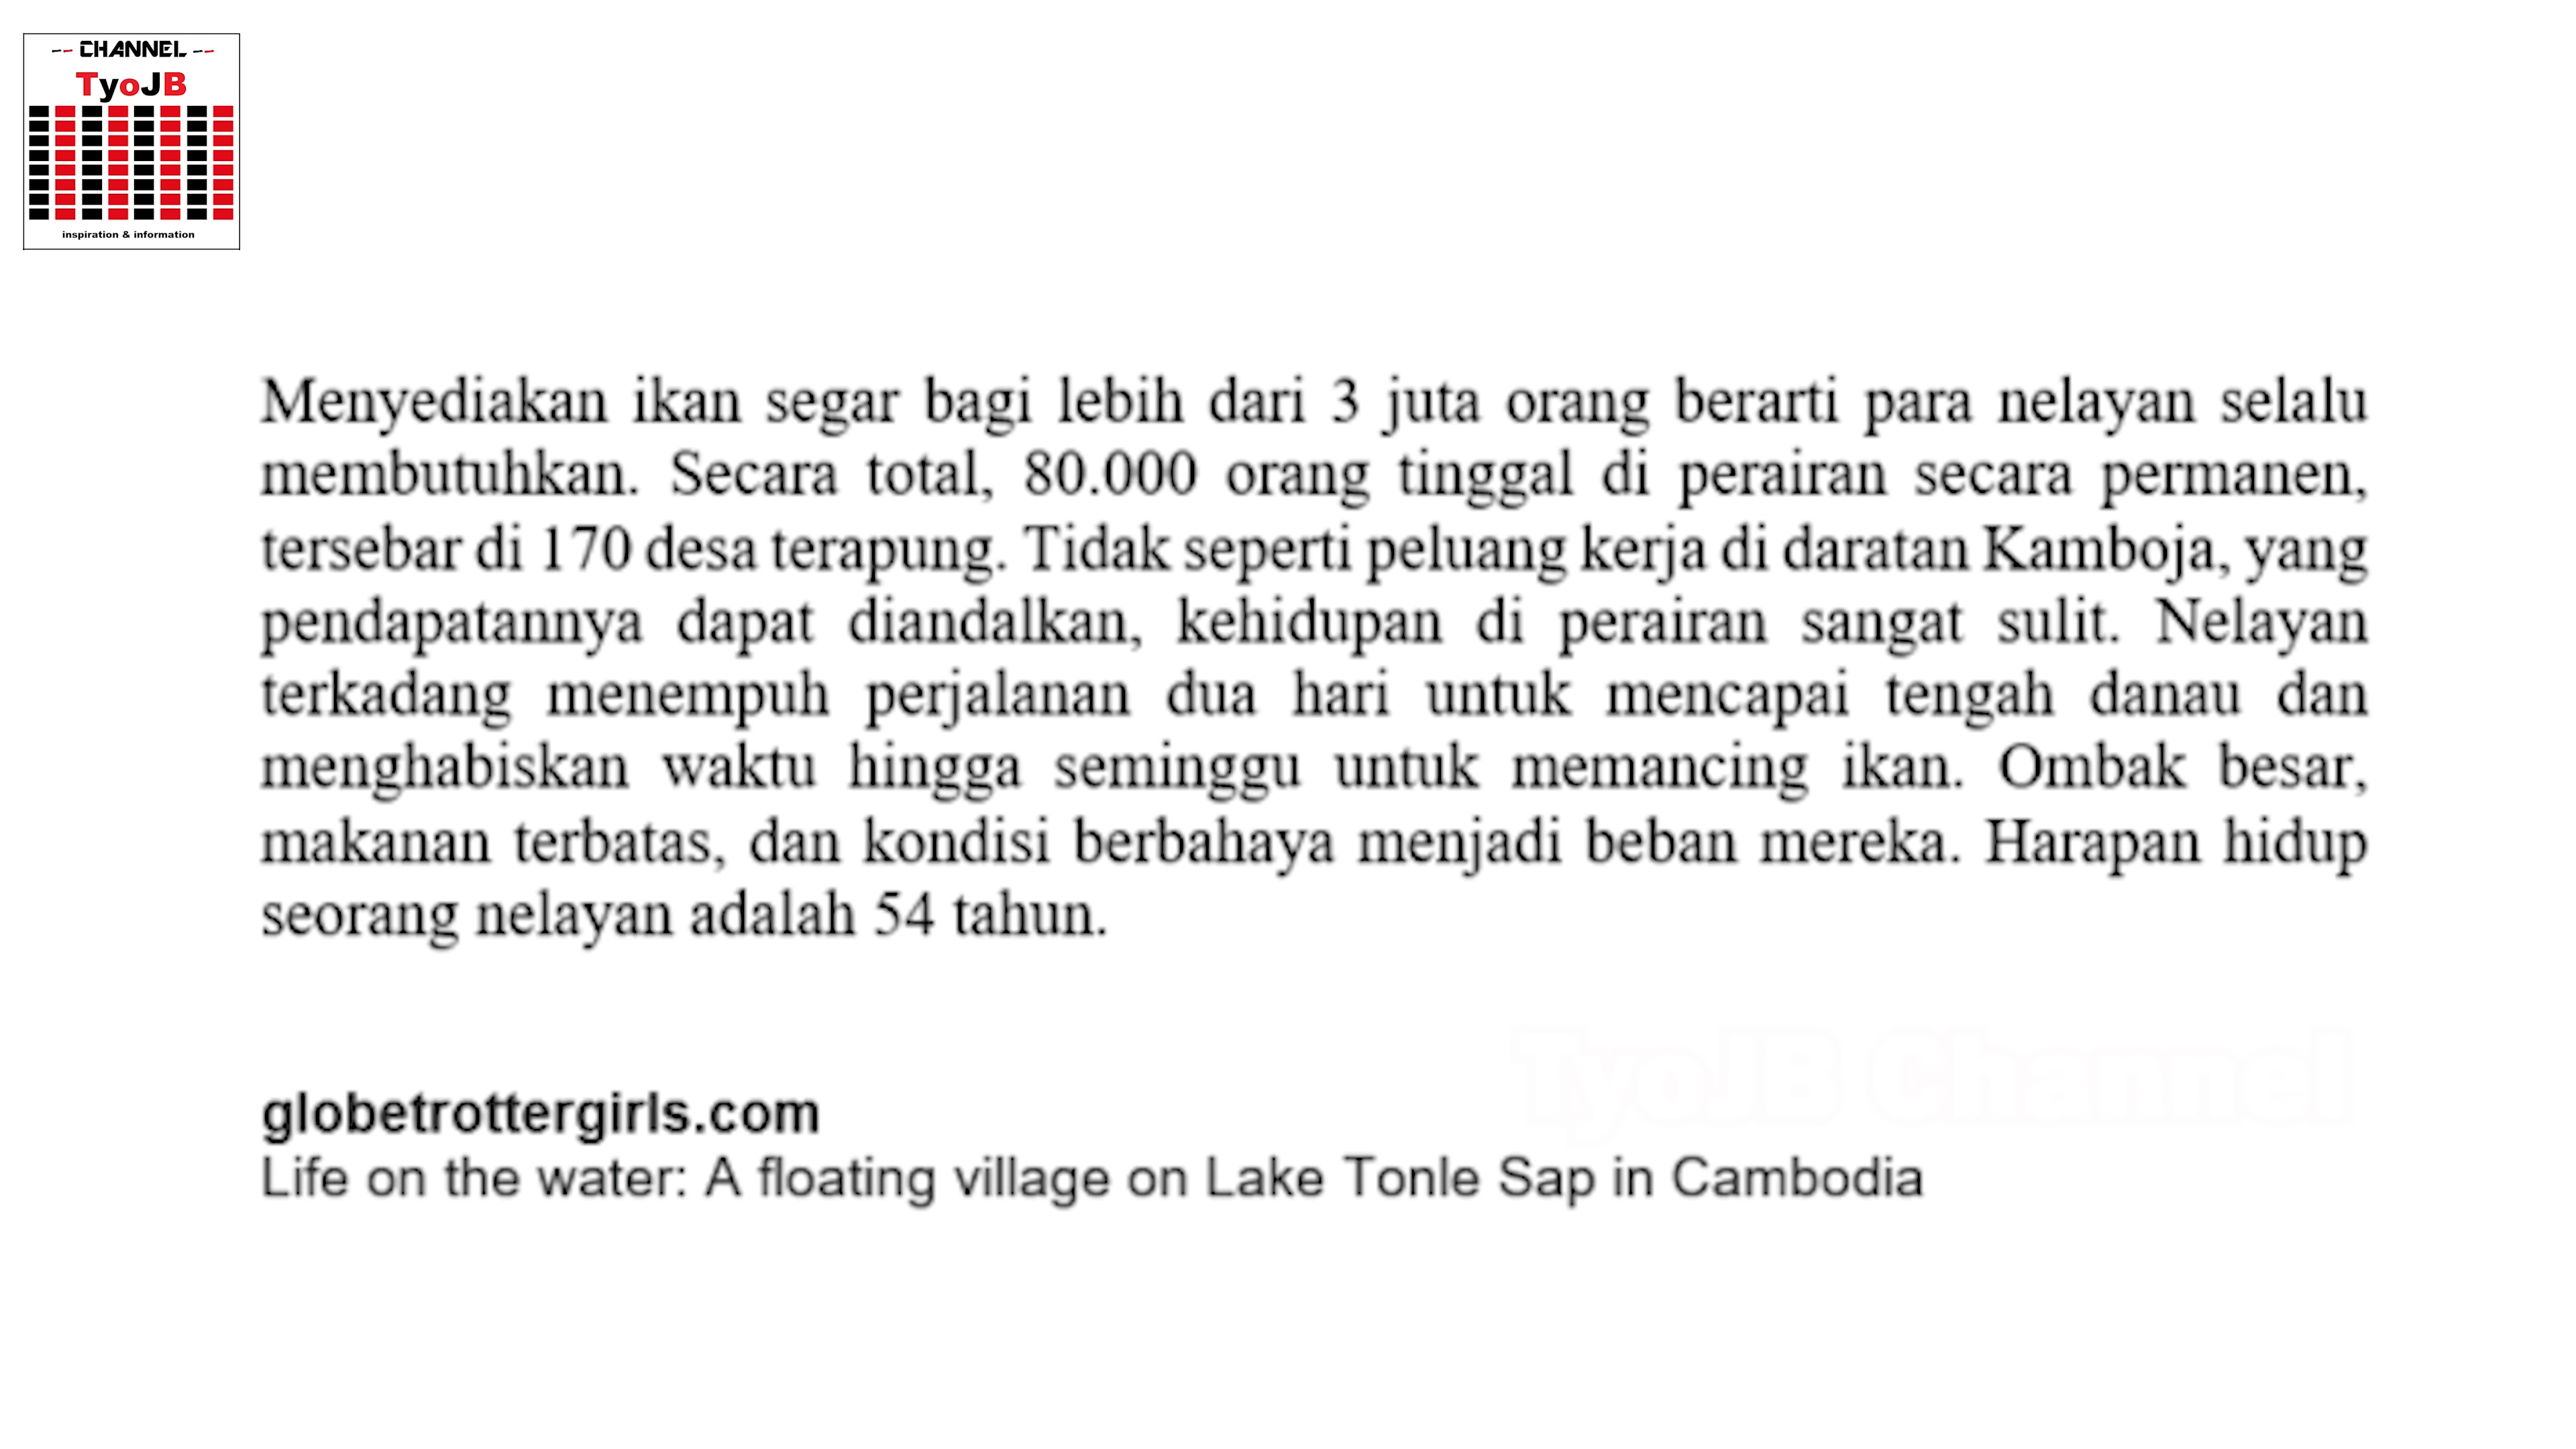 -- CHANNEL --
TyoJB
inspiration & information
Menyediakan ikan segar bagi lebih dari 3 juta orang berarti para nelayan selalu
membutuhkan. Secara total, 80.000 orang tinggal di perairan secara permanen,
tersebar di 170 desa terapung. Tidak seperti peluang kerja di daratan Kamboja, yang
pendapatannya dapat diandalkan, kehidupan di perairan sangat sulit. Nelayan
terkadang menempuh perjalanan dua hari untuk mencapai tengah danau dan
menghabiskan waktu hingga seminggu untuk memancing ikan. Ombak besar,
makanan terbatas, dan kondisi berbahaya menjadi beban mereka. Harapan hidup
seorang nelayan adalah 54 tahun.
TyoJB Channel
globetrottergirls.com
Life on the water: A floating village on Lake Tonle Sap in Cambodia